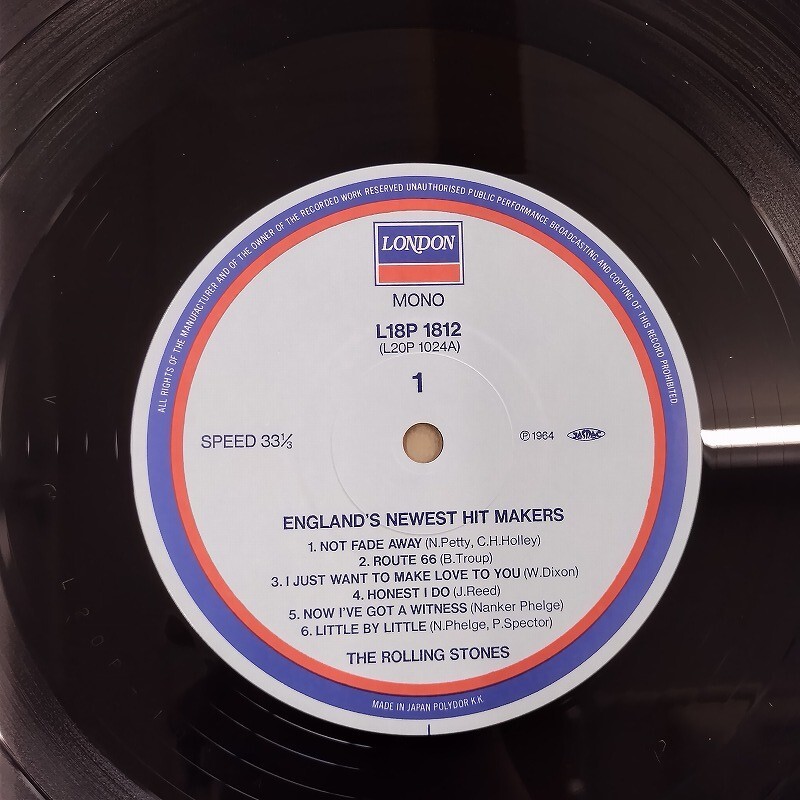 ALL RIGHTS OF THE MANUFACTURER AND OF THE OWNER OF THE RECORDED WORK RESERVED UNAUTHORISED PUBLIC PERFORMANCE BROADCASTING AND COPYING OF THIS RECORD PROHIBITED.
LONDON
MONO
L18P 1812
(L20P 1024A)
1
SPEED 33⅓
Ⓟ 1964 JASRAC
ENGLAND'S NEWEST HIT MAKERS
1. NOT FADE AWAY (N.Petty, C.H.Holley)
2. ROUTE 66 (B.Troup)
3. I JUST WANT TO MAKE LOVE TO YOU (W.Dixon)
4. HONEST I DO (J.Reed)
5. NOW I'VE GOT A WITNESS (Nanker Phelge)
6. LITTLE BY LITTLE (N.Phelge, P.Spector)
THE ROLLING STONES
MADE IN JAPAN POLYDOR K.K.